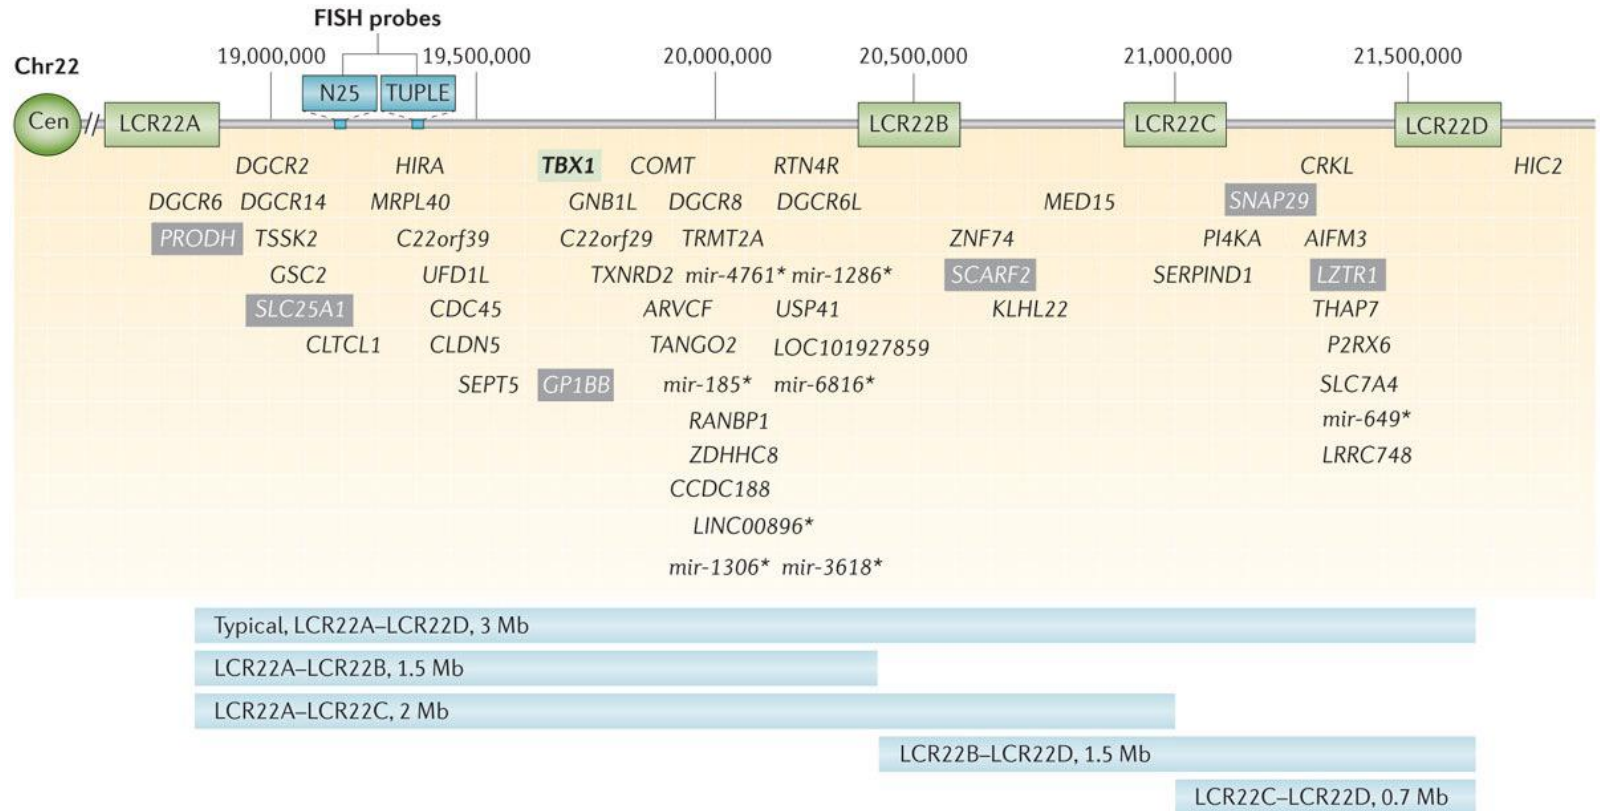 FISH probes
19,000,000 19,500,000 20,000,000 20,500,000 21,000,000 21,500,000
Chr22
N25 TUPLE
Cen // LCR22A LCR22B LCR22C LCR22D
DGCR2 HIRA TBX1 COMT RTN4R CRKL HIC2
DGCR6 DGCR14 MRPL40 GNB1L DGCR8 DGCR6L MED15 SNAP29
PRODH TSSK2 C22orf39 C22orf29 TRMT2A ZNF74 PI4KA AIFM3
GSC2 UFD1L TXNRD2 mir-4761* mir-1286* SCARF2 SERPIND1 LZTR1
SLC25A1 CDC45 ARVCF USP41 KLHL22 THAP7
CLTCL1 CLDN5 TANGO2 LOC101927859 P2RX6
SEPT5 GP1BB mir-185* mir-6816* SLC7A4
RANBP1 mir-649*
ZDHHC8 LRRC748
CCDC188
LINC00896*
mir-1306* mir-3618*
Typical, LCR22A–LCR22D, 3 Mb
LCR22A–LCR22B, 1.5 Mb
LCR22A–LCR22C, 2 Mb
LCR22B–LCR22D, 1.5 Mb
LCR22C–LCR22D, 0.7 Mb